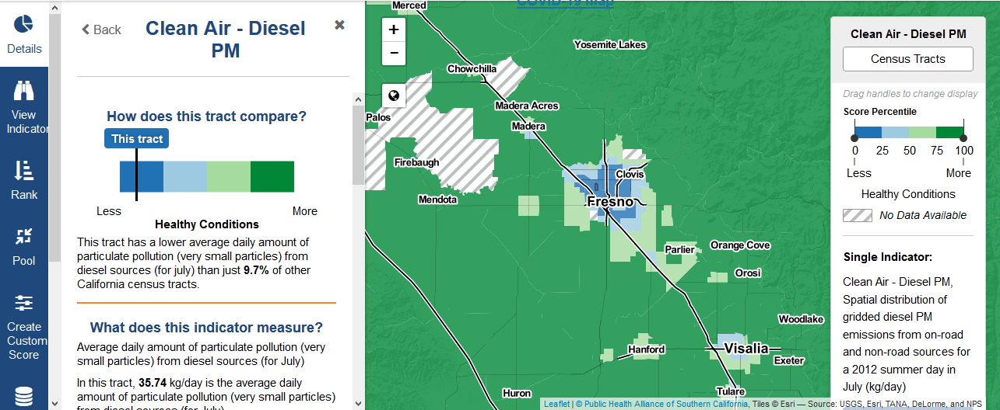 Details
View
Indicator
Rank
Pool
Create
Custom
Score
Back
Clean Air - Diesel
PM
How does this tract compare?
This tract
Less
More
Healthy Conditions
This tract has a lower average daily amount of
particulate pollution (very small particles) from
diesel sources (for july) than just 9.7% of other
California census tracts.
What does this indicator measure?
Average daily amount of particulate pollution (very
small particles) from diesel sources (for July)
In this tract, 35.74 kg/day is the average daily
amount of particulate pollution (very small particles)
from diesel sources (for July).
COVID-19 map
+
−
Merced
Yosemite Lakes
Chowchilla
Madera Acres
Palos
Madera
Firebaugh
Clovis
Mendota
Fresno
Parlier
Orange Cove
Orosi
Woodlake
Hanford
Visalia
Exeter
Huron
Tulare
Clean Air - Diesel PM
Census Tracts
Drag handles to change display
Score Percentile
0 25 50 75 100
Less More
Healthy Conditions
No Data Available
Single Indicator:
Clean Air - Diesel PM,
Spatial distribution of
gridded diesel PM
emissions from on-road
and non-road sources for
a 2012 summer day in
July (kg/day)
Leaflet | © Public Health Alliance of Southern California, Tiles © Esri — Source: USGS, Esri, TANA, DeLorme, and NPS